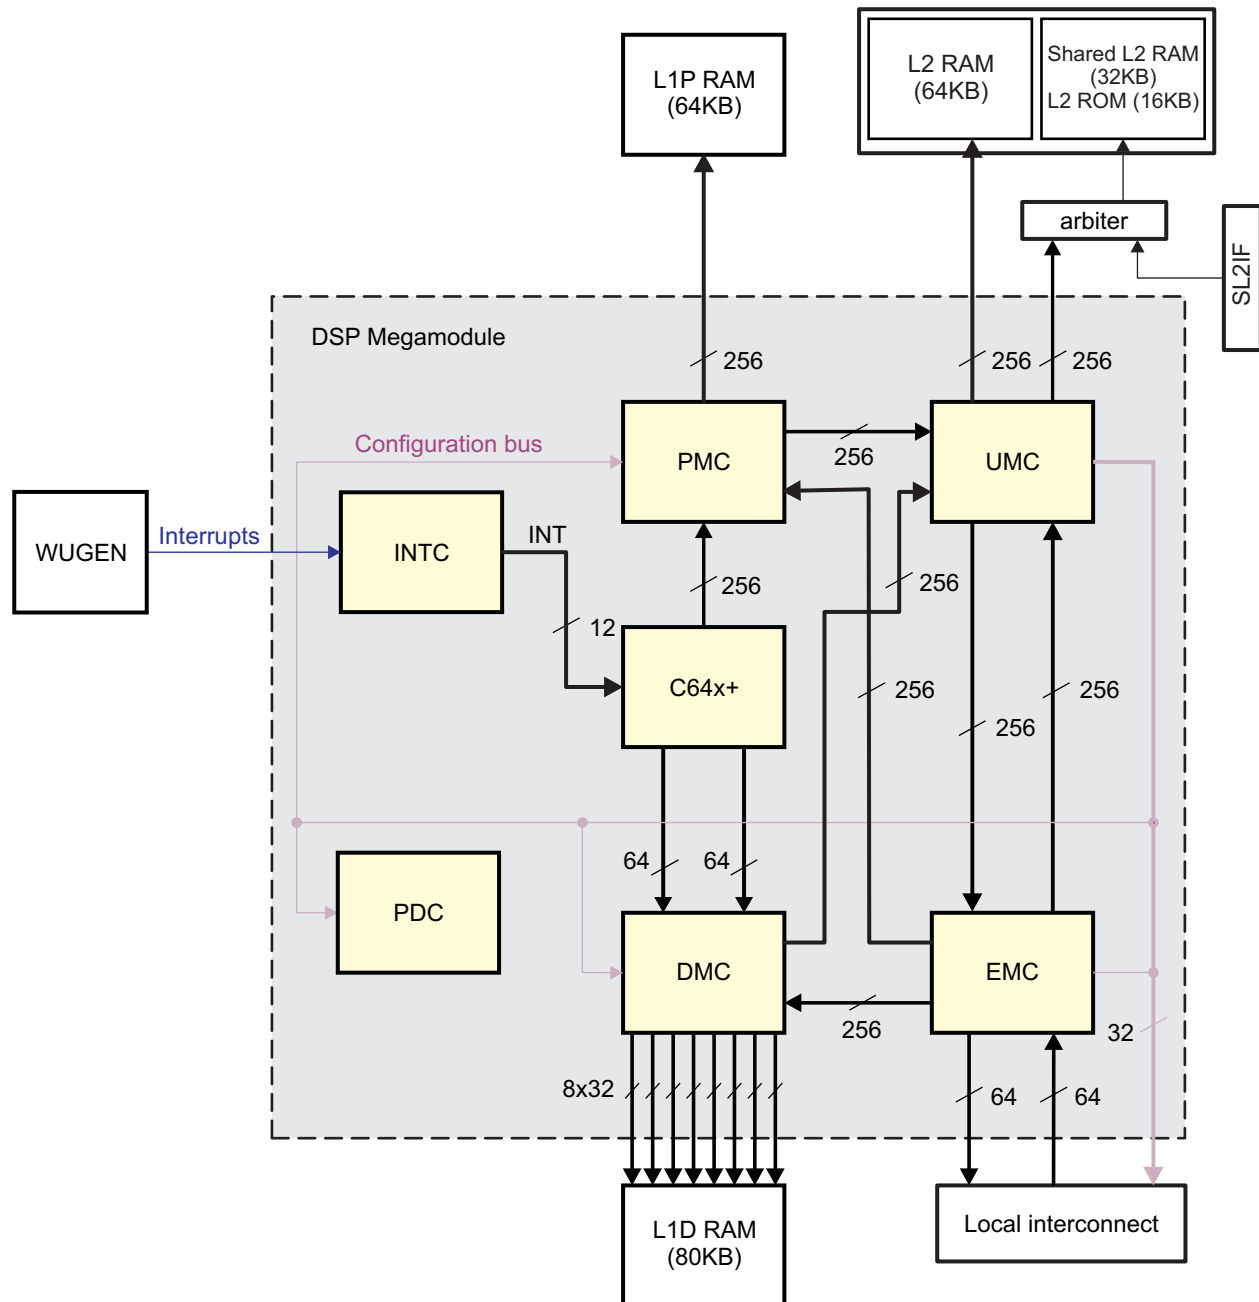 L1P RAM
(64KB)
L2 RAM
(64KB)
Shared L2 RAM
(32KB)
L2 ROM (16KB)
arbiter
SL2IF
DSP Megamodule
256
256
256
Configuration bus
PMC
256
UMC
WUGEN
Interrupts
INTC
INT
256
256
12
C64x+
256
256
256
64
64
PDC
DMC
EMC
256
32
8x32
64
64
L1D RAM
(80KB)
Local interconnect